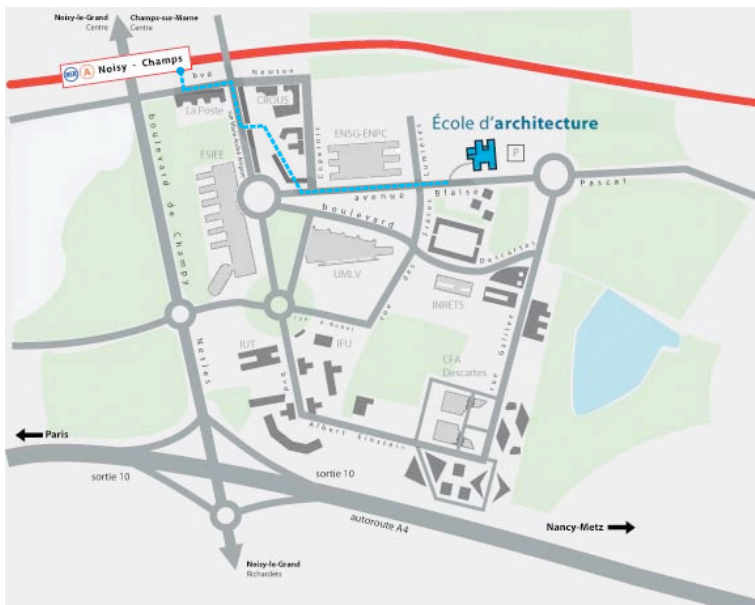 Noisy-le-Grand
Centre
Champs-sur-Marne
Centre
RER A Noisy - Champs
bvd Newton
La Poste
CROUS
Copernic
ENSG-ENPC
Lumières
École d'architecture
P
ESIEE
boulevard de Champy
avenue Blaise Pascal
boulevard Descartes
Frères
UMLV
rue des
INRETS
rue Galilée
rue A. Nobel
Nesles
IUT
IFU
bvd
CFA
Descartes
Albert Einstein
Paris
sortie 10
sortie 10
autoroute A4
Nancy-Metz
Noisy-le-Grand
Richardets